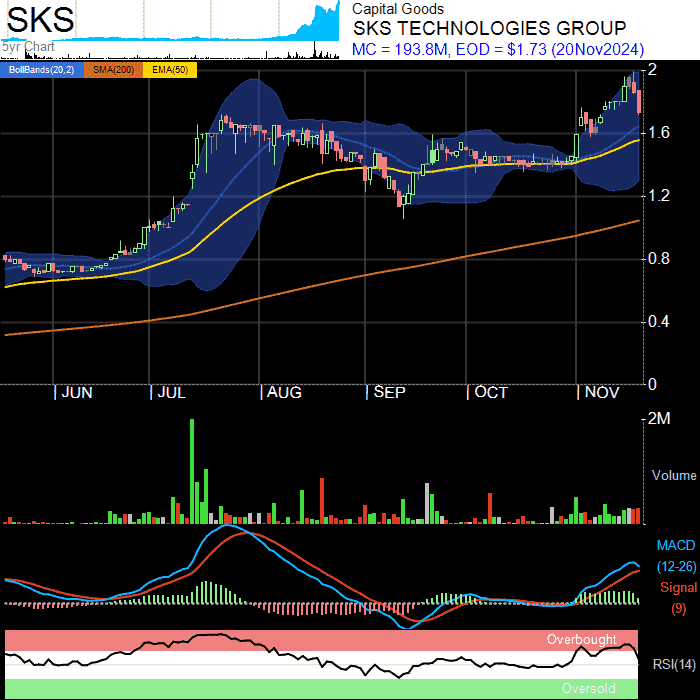 SKS
Capital Goods
SKS TECHNOLOGIES GROUP
5yr Chart
MC = 193.8M, EOD = $1.73 (20Nov2024)
BollBands(20,2) SMA(200) EMA(50)
2
1.6
1.2
0.8
0.4
0
JUN JUL AUG SEP OCT NOV
2M
Volume
MACD
(12-26)
Signal
(9)
Overbought
RSI(14)
Oversold